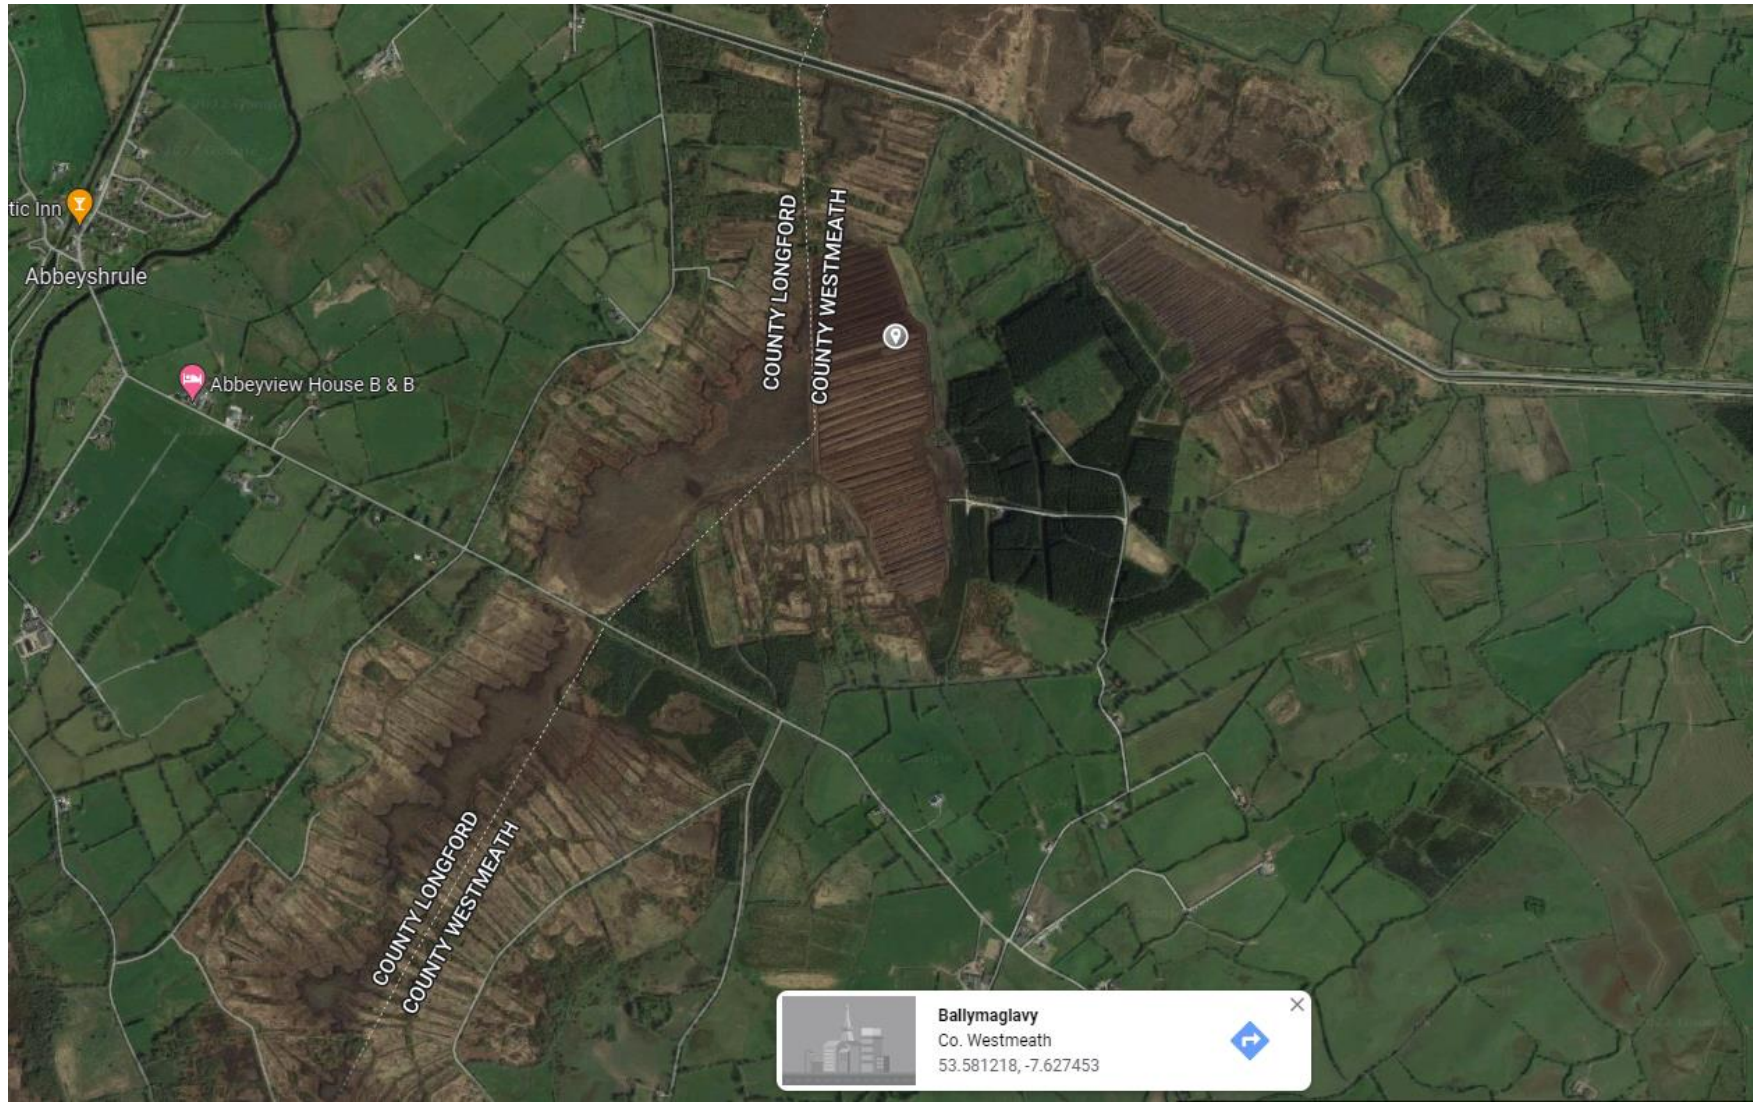 COUNTY LONGFORD
COUNTY WESTMEATH
tic Inn
Abbeyshrule
Abbeyview House B & B
COUNTY LONGFORD
COUNTY WESTMEATH
Ballymaglavy
Co. Westmeath
53.581218, -7.627453